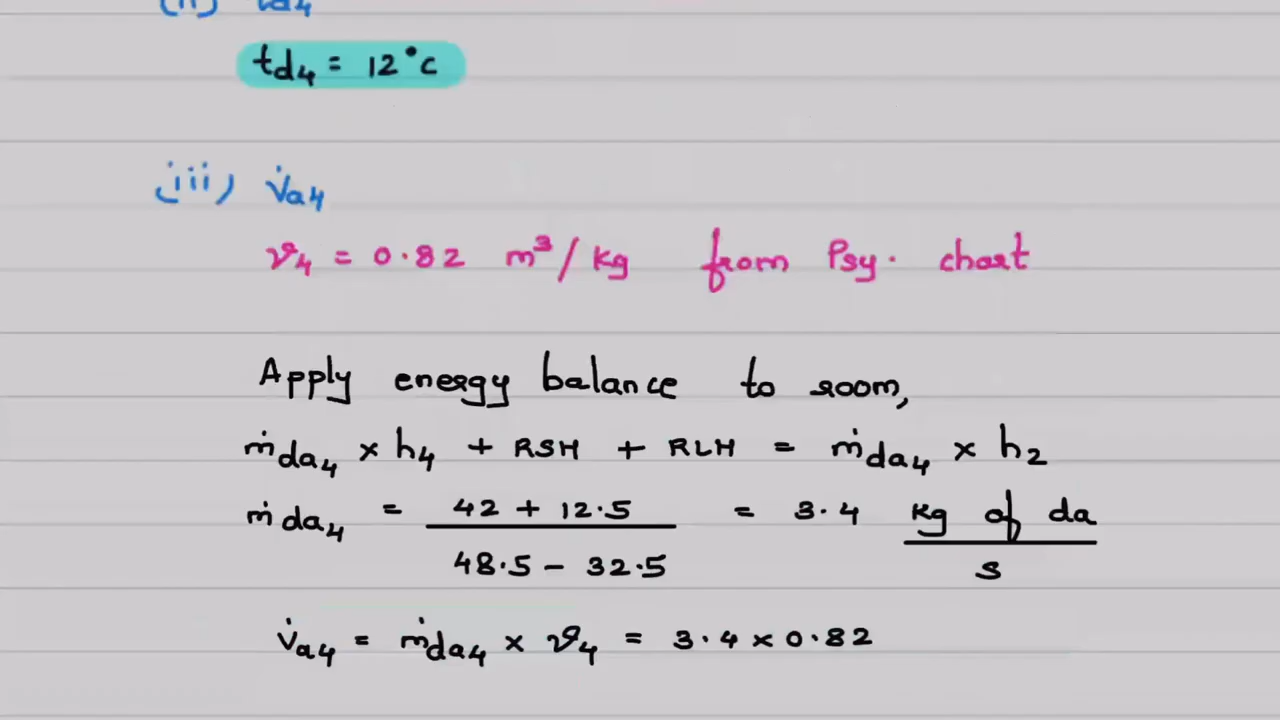 (ii) td4
td4 = 12°C
(iii) V̇a4
v4 = 0.82 m³/kg from Psy. chart
Apply energy balance to room,
ṁda4 × h4 + RSH + RLH = ṁda4 × h2
ṁda4 = (42 + 12.5) / (48.5 - 32.5) = 3.4 kg of da / s
V̇a4 = ṁda4 × v4 = 3.4 × 0.82